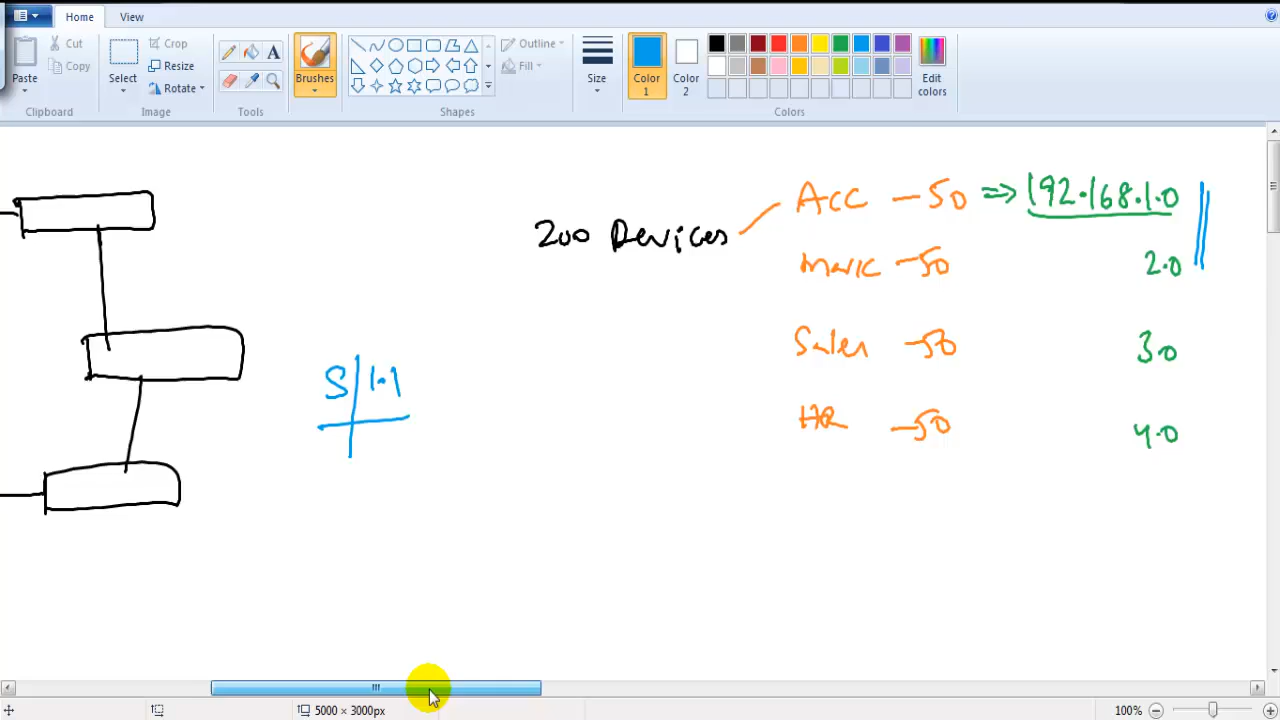 Home View
Cut
Copy
Paste
Clipboard
Crop
Resize
Rotate
Select
Image
Tools
Brushes
Outline
Fill
Shapes
Size
Color 1
Color 2
Edit colors
Colors
200 Devices
Acc - 50 => 192.168.1.0
Mark - 50 2.0
Sales - 50 3.0
HR - 50 4.0
S 1.1
5000 × 3000px
100%